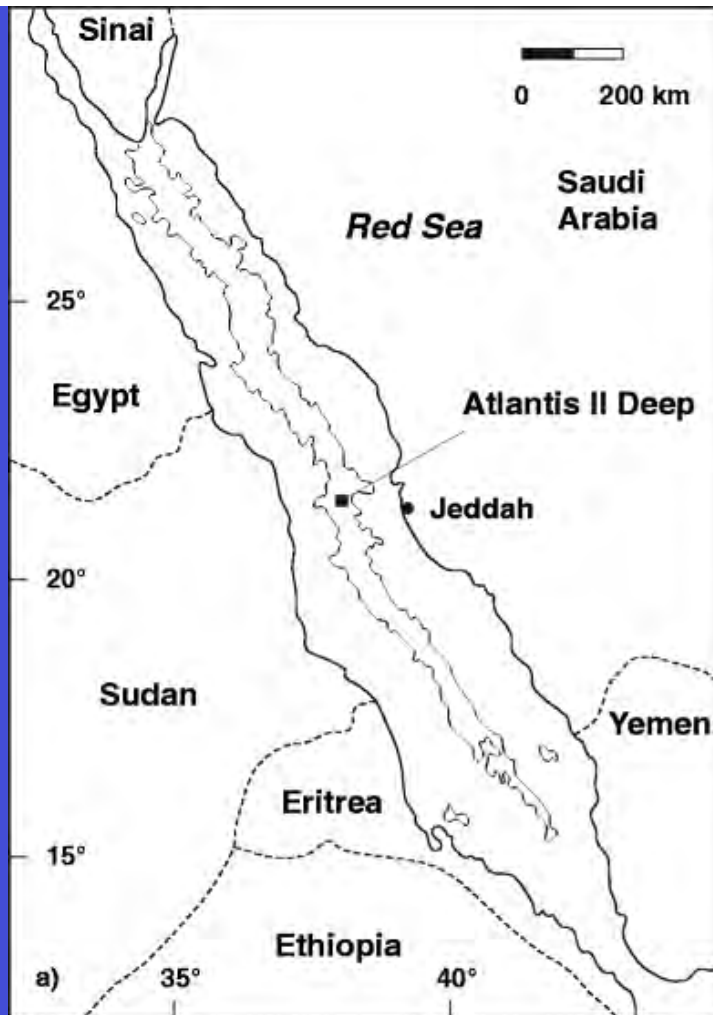 Sinai
0 200 km
Saudi
Arabia
Red Sea
25°
Egypt
Atlantis II Deep
Jeddah
20°
Sudan
Yemen
Eritrea
15°
Ethiopia
a) 35° 40°